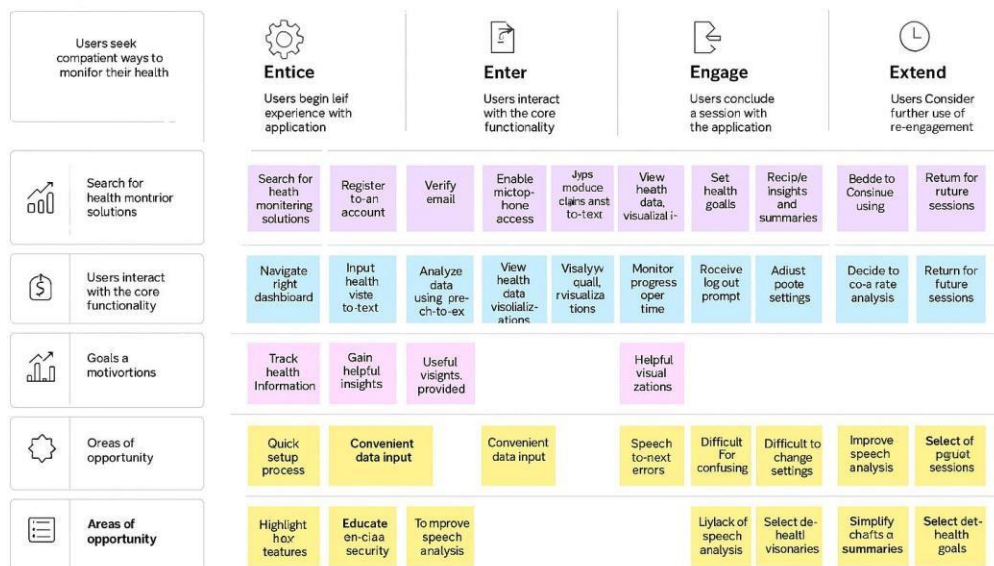 Users seek
compatient ways to
monifor their health
Entice
Users begin leif
experience with
application
Enter
Users interact
with the core
functionality
Engage
Users conclude
a session with
the application
Extend
Users Consider
further use of
re-engagement
Search for
health montrior
solutions
Search for
heath
monitering
solutions
Register
to-an
account
Verify
email
Enable
mictop-
hone
access
Jyps
moduce
clajns anst
to-text
View
heath
data,
visualizal i-
Set
health
goalls
Recip/e
insights
and
summaries
Bedde to
Consinue
using
Return for
ruture
sessions
Users interact
with the core
functionality
Navigate
right
dashboard
Input
health
viste
to-text
Analyze
data
using pre-
ch-to-ex
View
health
data
visolializ-
ations
Visalyw
quall,
rvisualiza
tions
Monitor
progress
oper
time
Roceive
log out
prompt
Adiust
poote
settings
Decide to
co-a rate
analysis
Return for
future
sessions
Goals a
motivortions
Track
health
Information
Gain
helpful
insights
Useful
visignts.
provided
Helpful
visual
zations
Oreas of
opportunity
Quick
setup
process
Convenient
data input
Convenient
data input
Speech
to-next
errors
Difficult
For
confusing
Difficult to
change
settings
Improve
speech
analysis
Select of
pguot
sessions
Areas of
opportunity
Highlight
hox
teatures
Educate
en-ciaa
security
To mprove
speech
analysis
Liylack of
speech
analysis
Select de-
healtl
visonaries
Simplify
chafts α
summaries
Select det-
health
goals